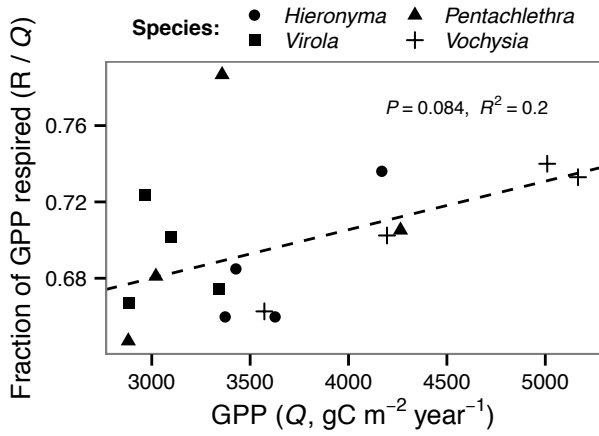 Species: Hieronyma Pentachlethra
Virola Vochysia
Fraction of GPP respired (R / Q)
P = 0.084, R² = 0.2
0.76
0.72
0.68
3000 3500 4000 4500 5000
GPP (Q, gC m⁻² year⁻¹)